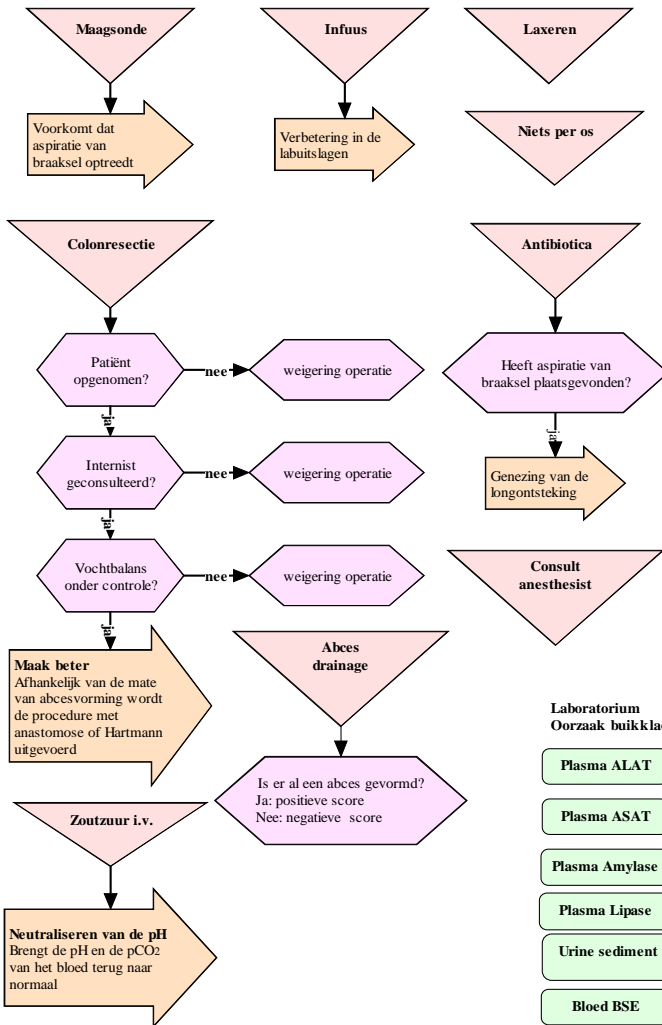 Maagsonde
Infuus
Laxeren
Voorkomt dat
aspiratie van
braaksel optreedt
Verbetering in de
labuitslagen
Niets per os
Colonresectie
Antibiotica
Patiënt
opgenomen?
nee
weigering operatie
Heeft aspiratie van
braaksel plaatsgevonden?
ja
ja
Internist
geconsulteerd?
nee
weigering operatie
Genezing van de
longontsteking
ja
Vochtbalans
onder controle?
nee
weigering operatie
Consult
anesthesist
ja
Maak beter
Afhankelijk van de mate
van abcesvorming wordt
de procedure met
anastomose of Hartmann
uitgevoerd
Abces
drainage
Laboratorium
Oorzaak buikkla
Is er al een abces gevormd?
Ja: positieve score
Nee: negatieve score
Plasma ALAT
Plasma ASAT
Zoutzuur i.v.
Plasma Amylase
Plasma Lipase
Neutraliseren van de pH
Brengt de pH en de pCO2
van het bloed terug naar
normaal
Urine sediment
Bloed BSE